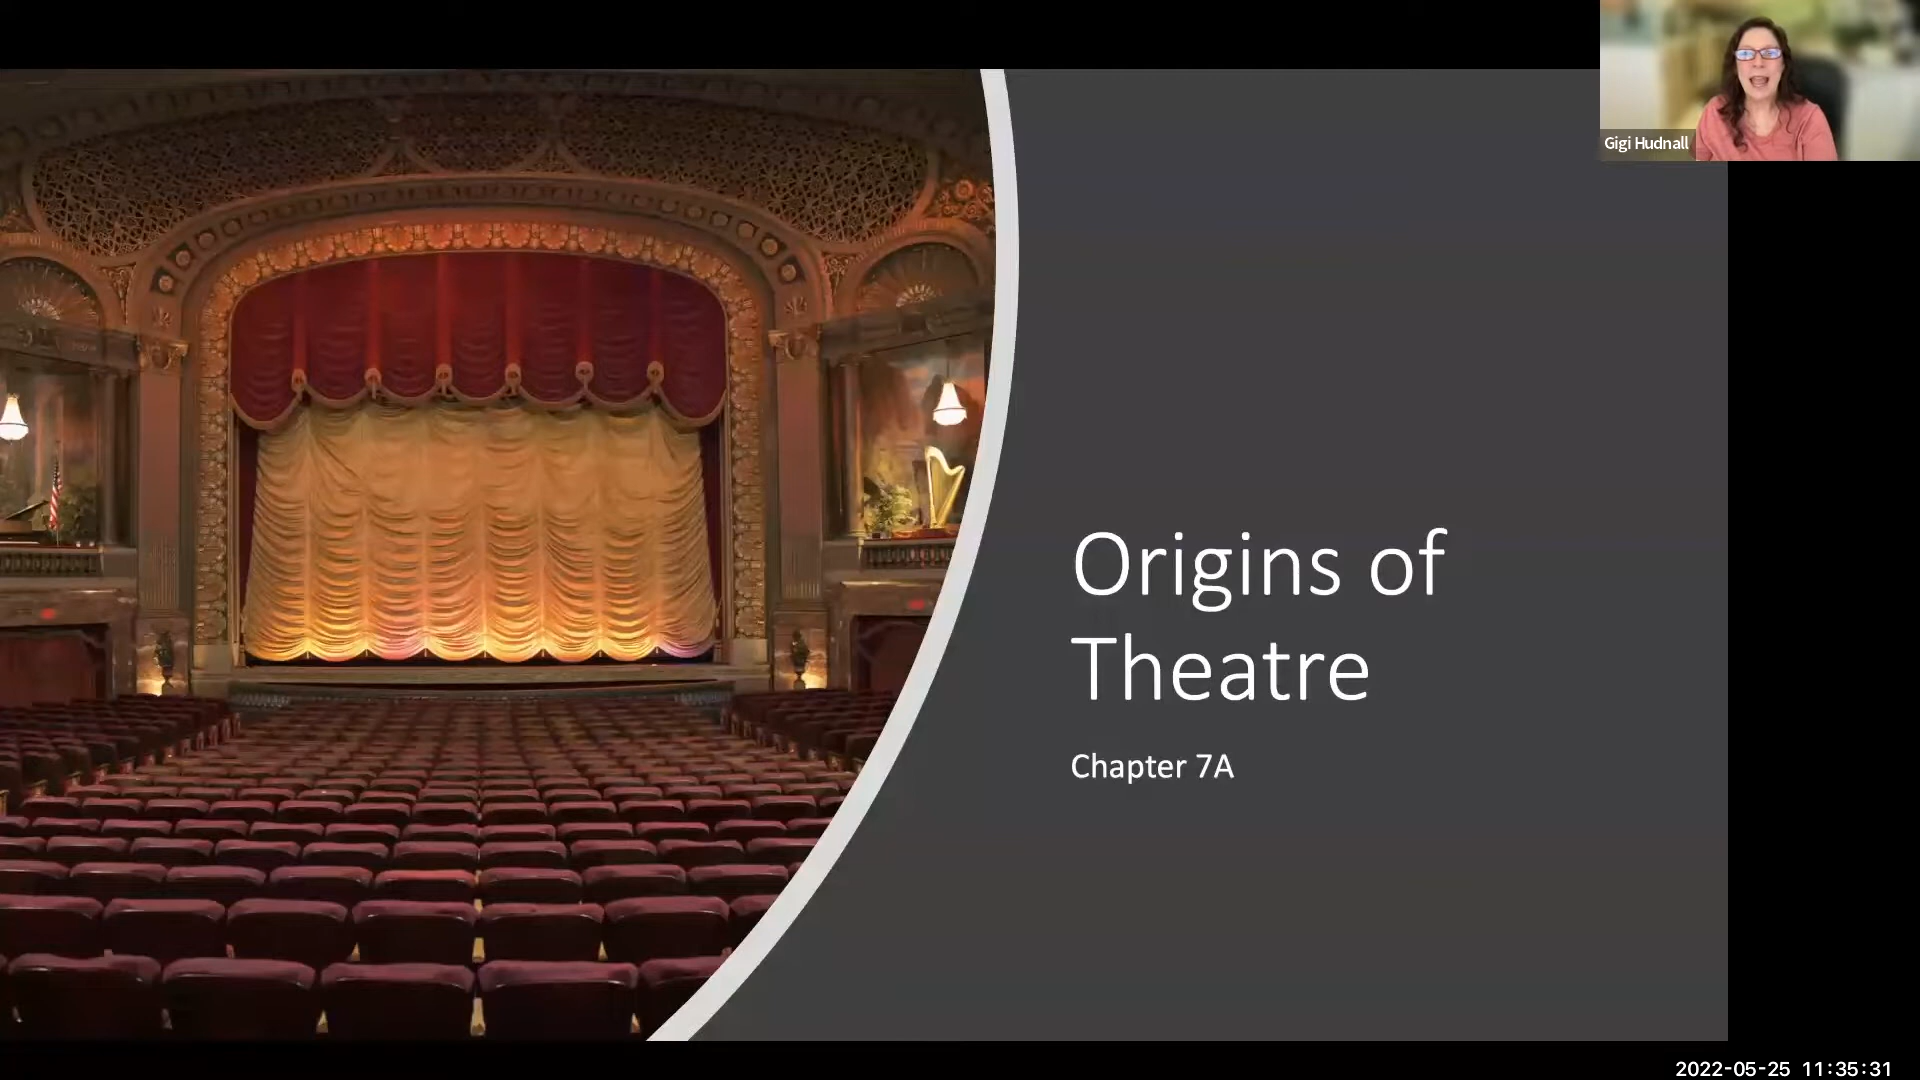 Gigi Hudnall
Origins of
Theatre
Chapter 7A
2022-05-25 11:35:31